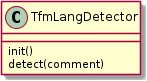 C TfmLangDetector
init()
detect(comment)